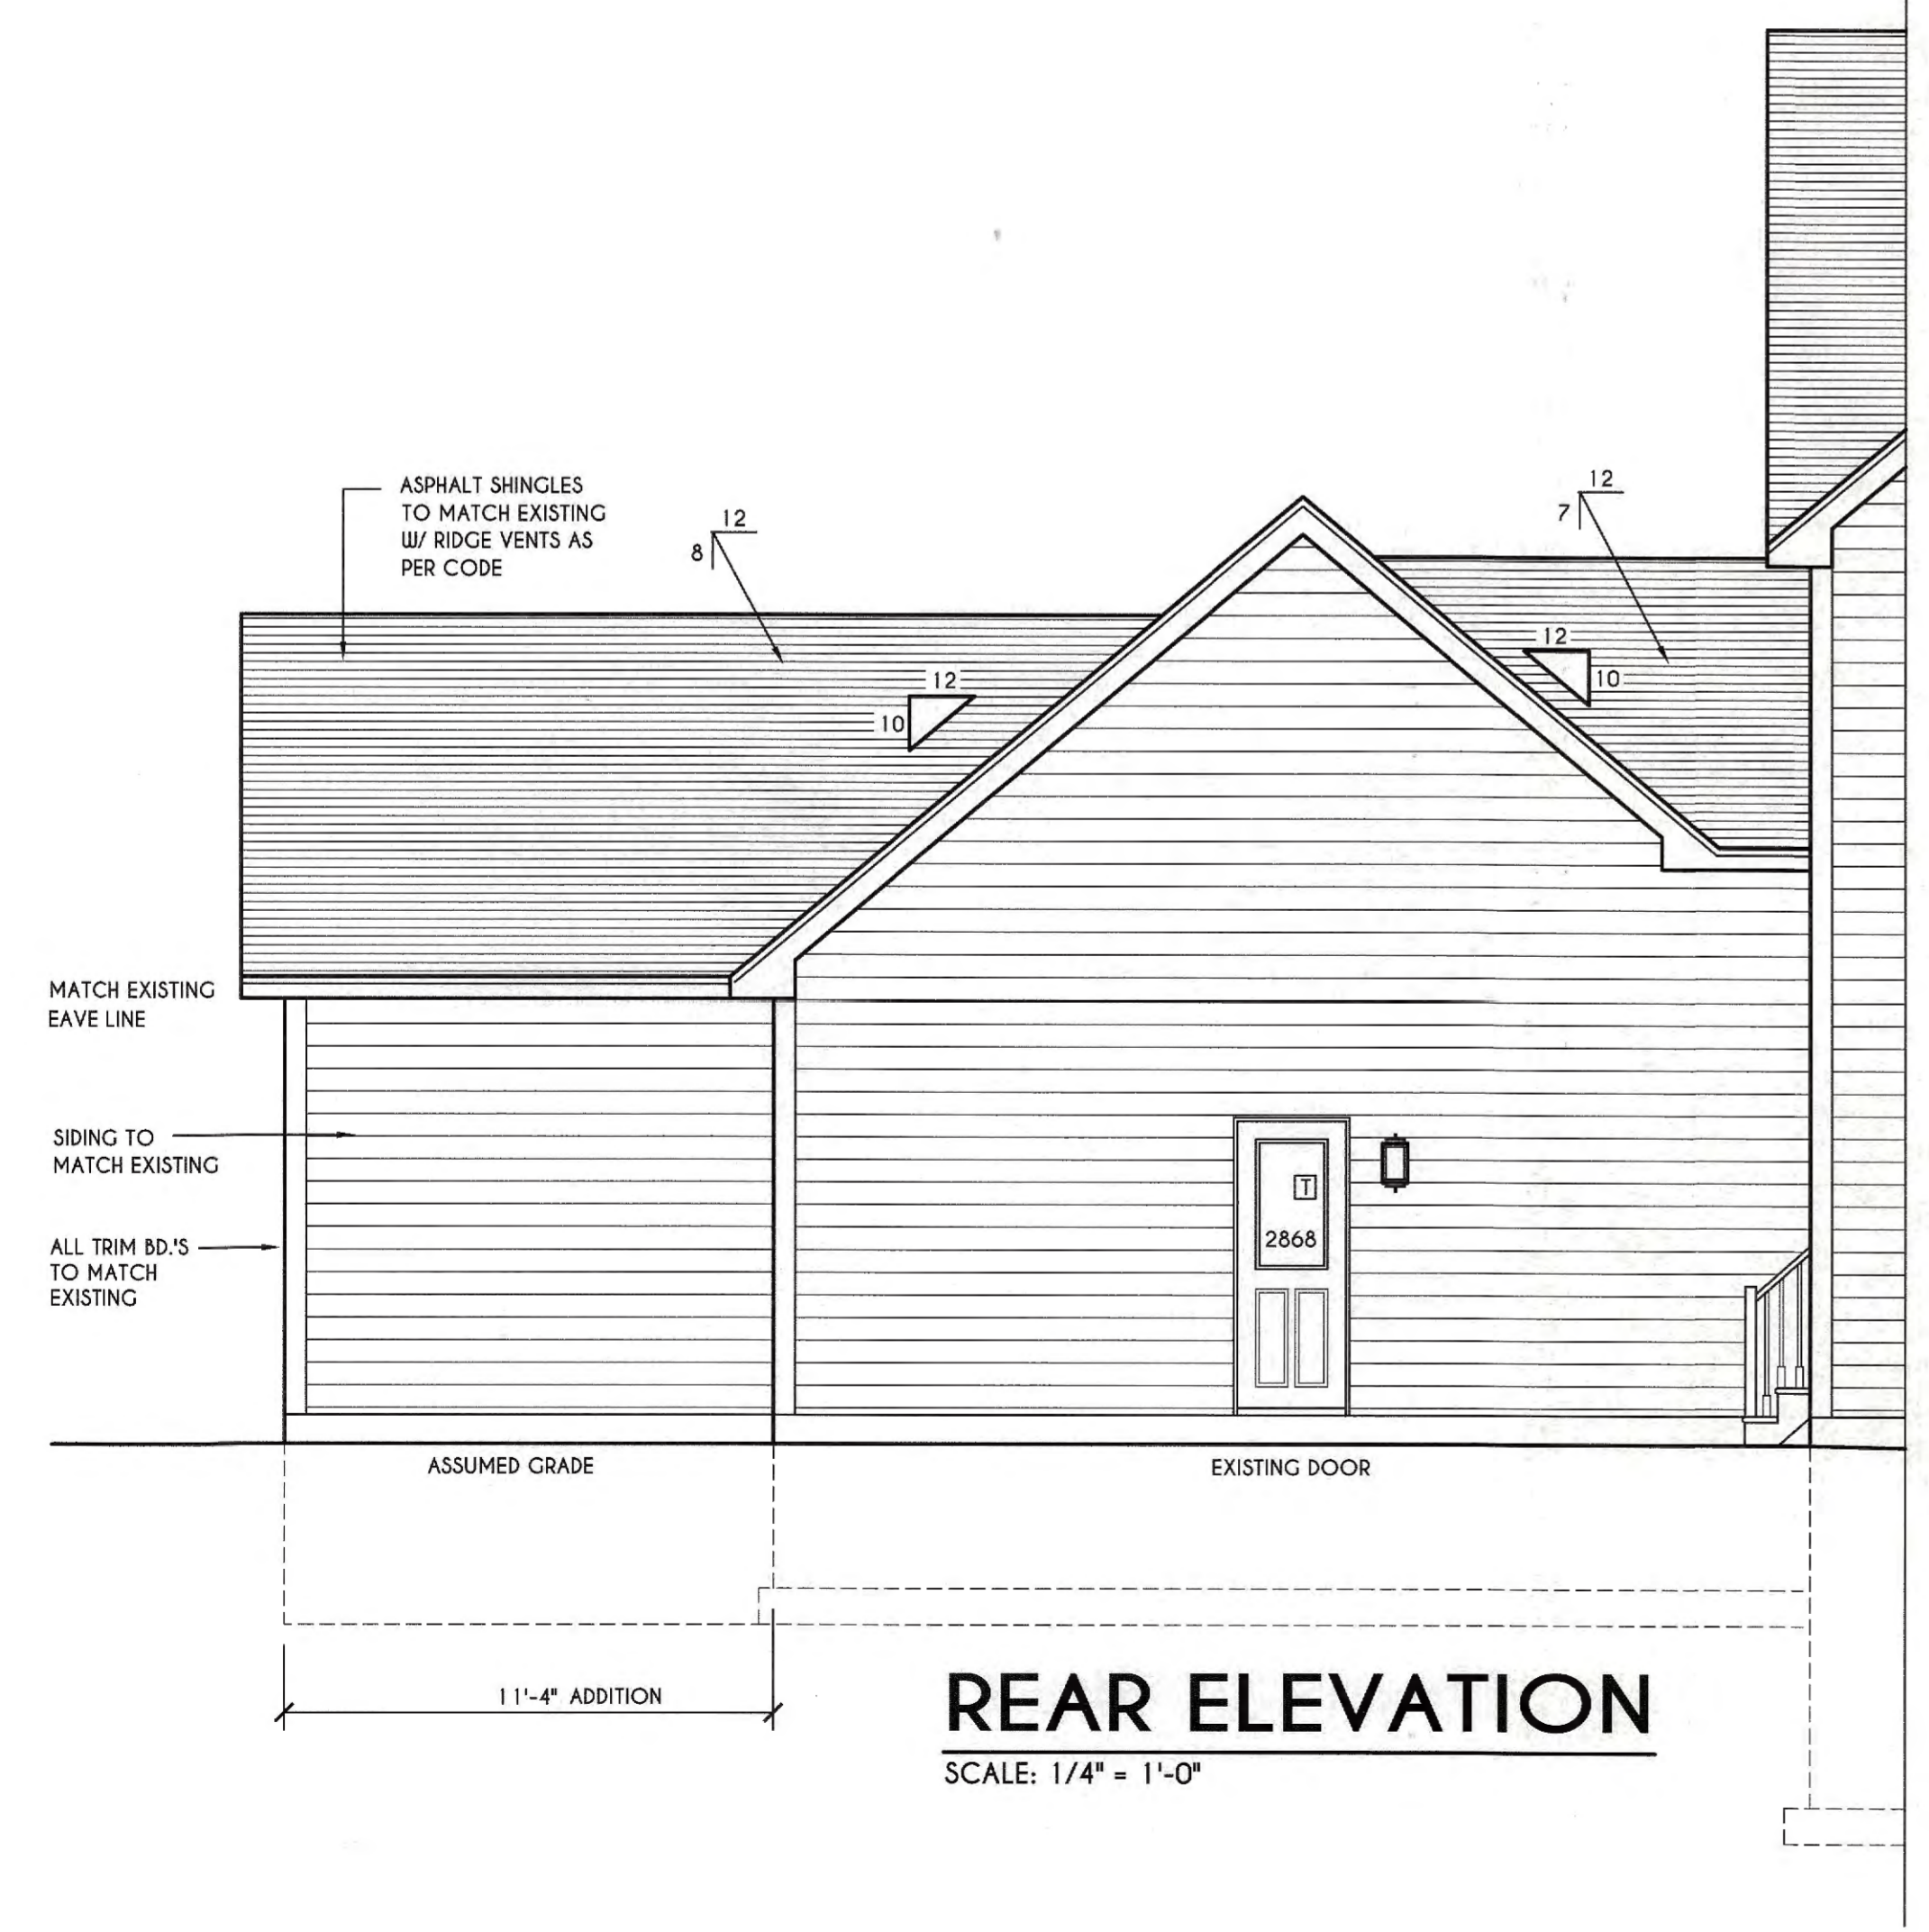 ASPHALT SHINGLES
TO MATCH EXISTING
W/ RIDGE VENTS AS
PER CODE
12
8
12
7
12
10
12
10
MATCH EXISTING
EAVE LINE
SIDING TO
MATCH EXISTING
ALL TRIM BD.'S
TO MATCH
EXISTING
T
2868
ASSUMED GRADE
EXISTING DOOR
11'-4" ADDITION
REAR ELEVATION
SCALE: 1/4" = 1'-0"